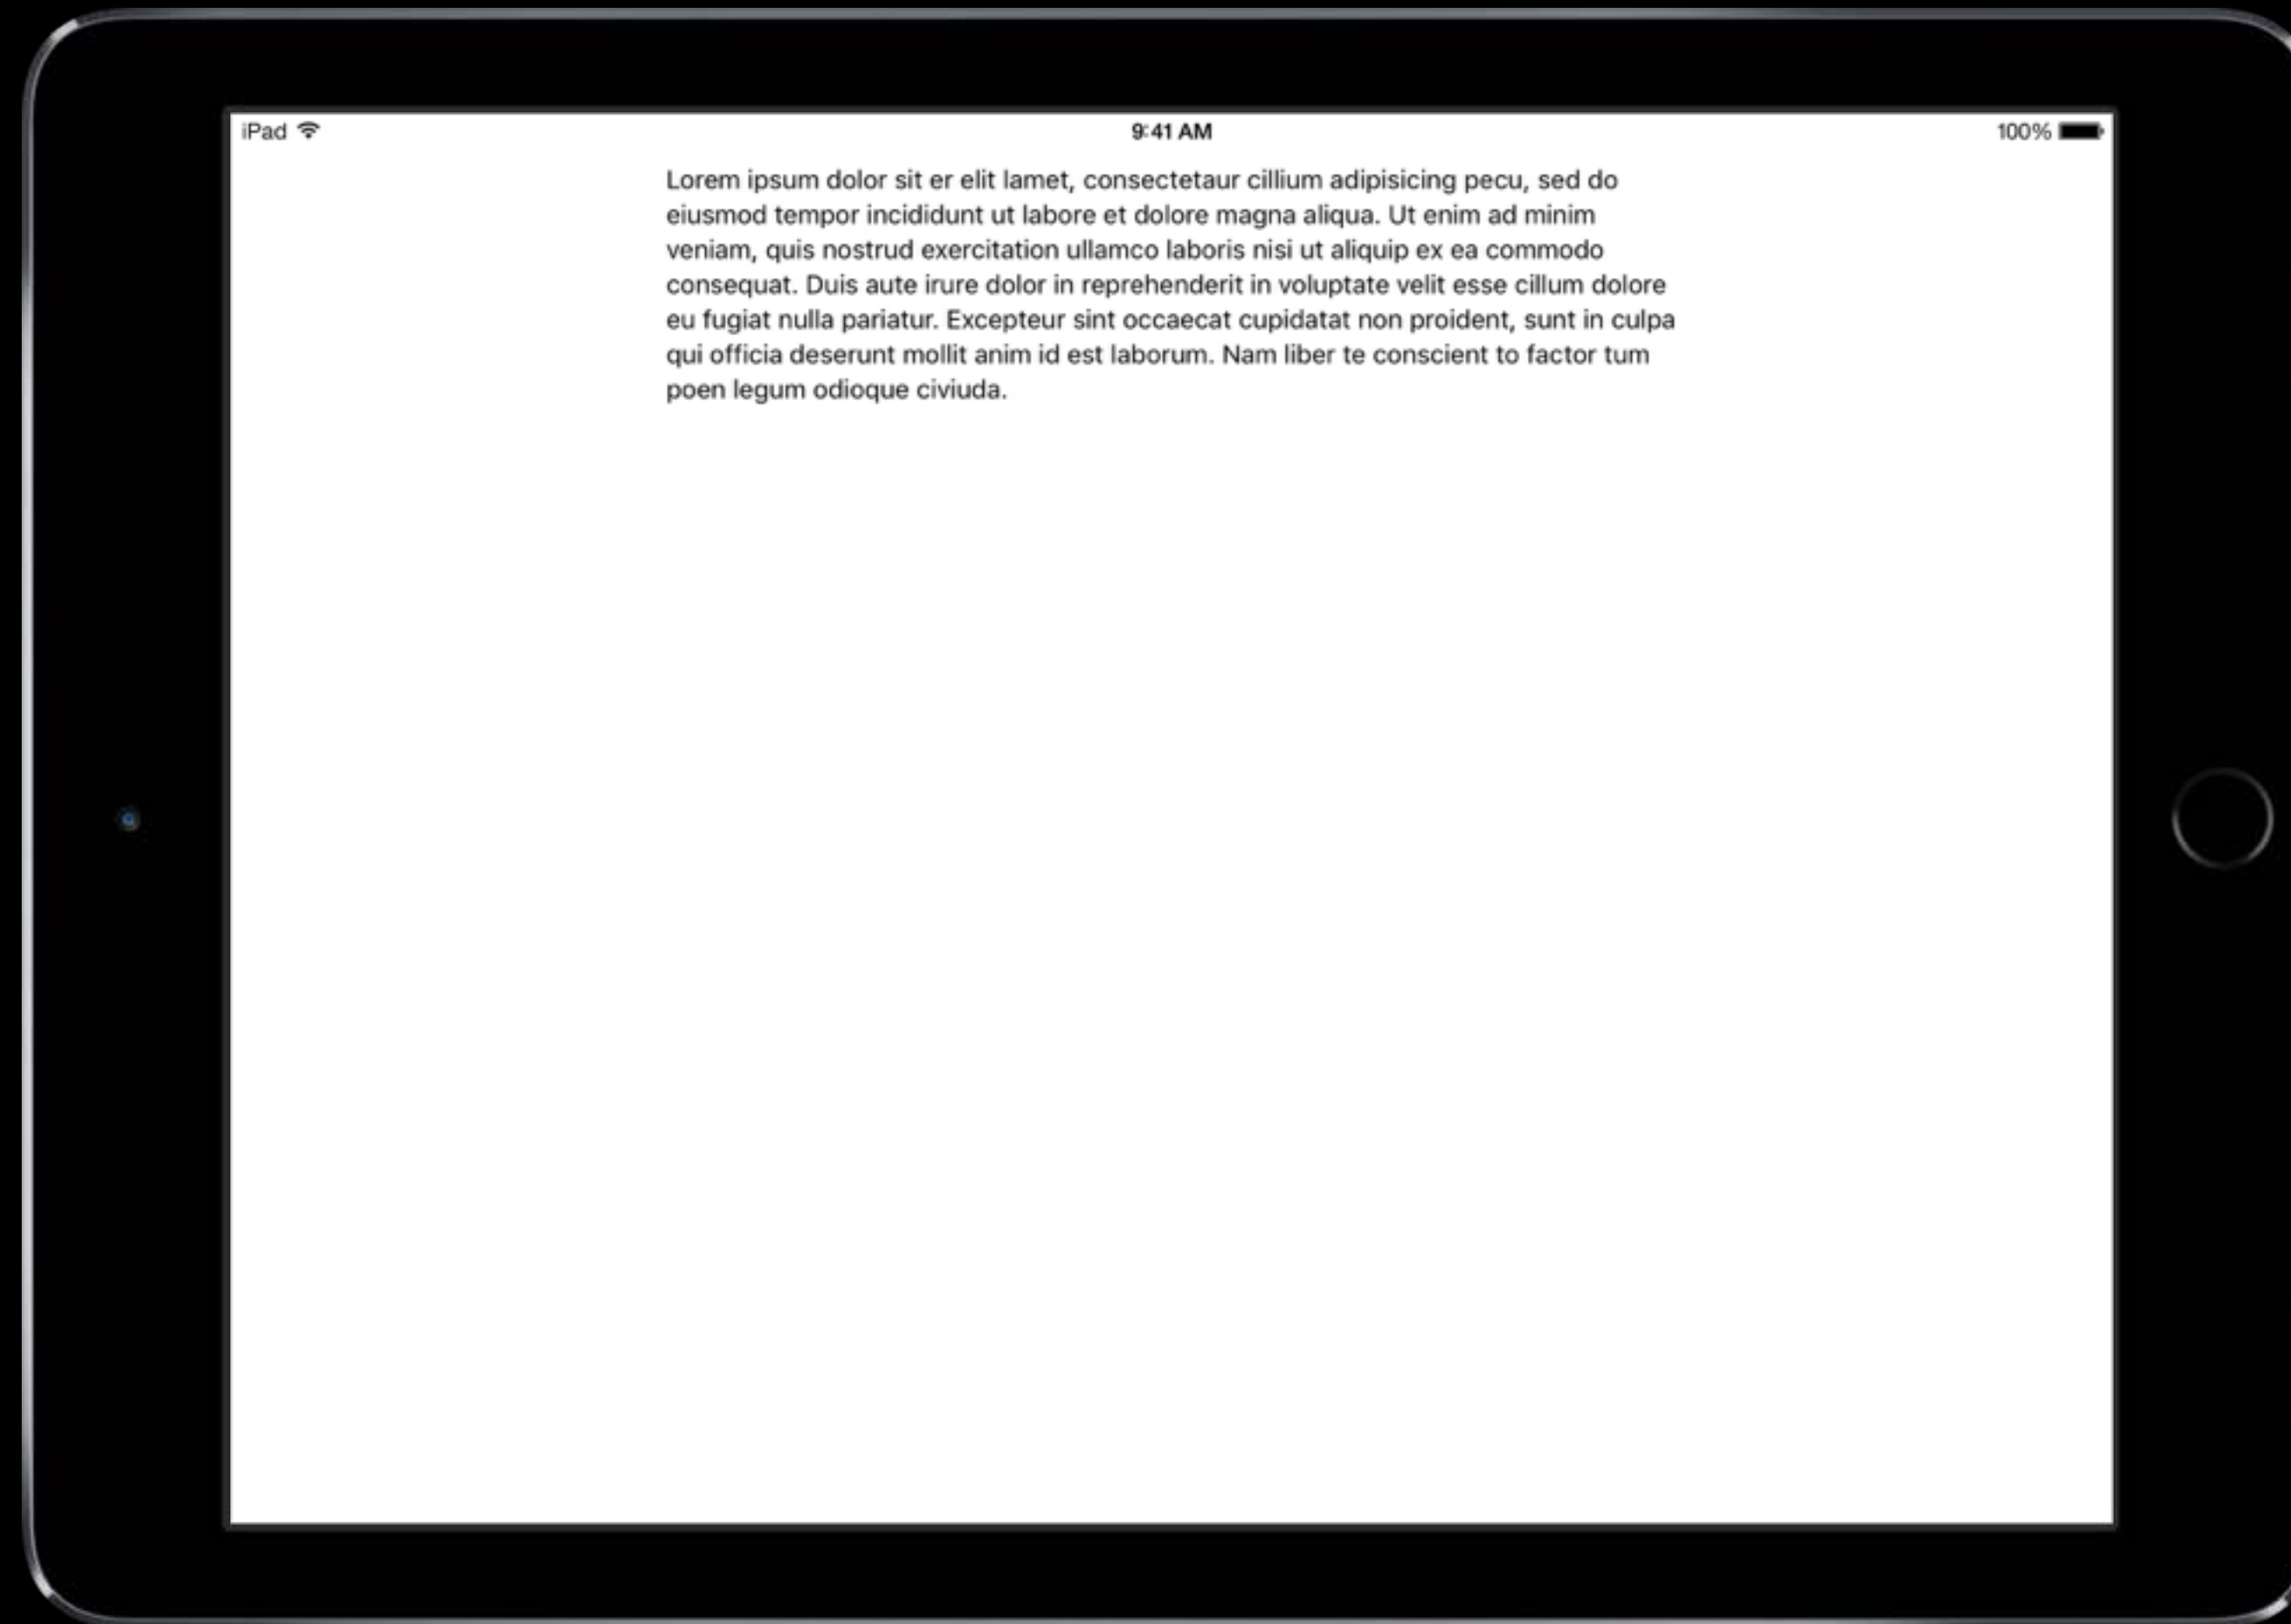 iPad
9:41 AM
100%
Lorem ipsum dolor sit er elit lamet, consectetaur cillium adipisicing pecu, sed do
eiusmod tempor incididunt ut labore et dolore magna aliqua. Ut enim ad minim
veniam, quis nostrud exercitation ullamco laboris nisi ut aliquip ex ea commodo
consequat. Duis aute irure dolor in reprehenderit in voluptate velit esse cillum dolore
eu fugiat nulla pariatur. Excepteur sint occaecat cupidatat non proident, sunt in culpa
qui officia deserunt mollit anim id est laborum. Nam liber te conscient to factor tum
poen legum odioque civiuda.